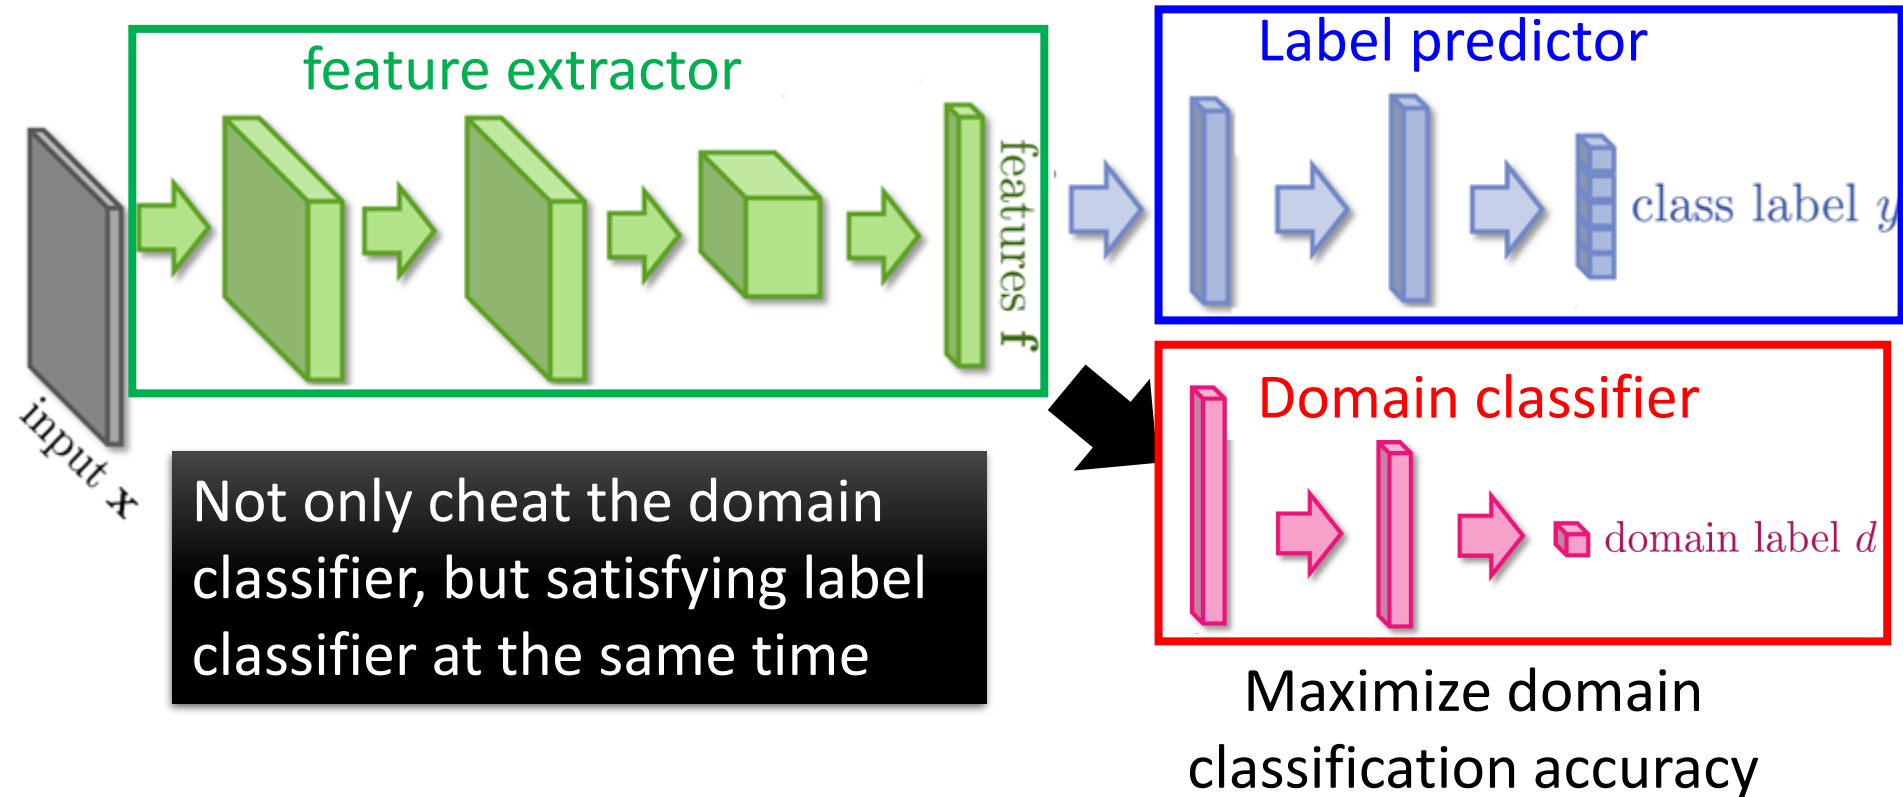 feature extractor
Label predictor
input x
features f
class label y
Domain classifier
domain label d
Not only cheat the domain
classifier, but satisfying label
classifier at the same time
Maximize domain
classification accuracy